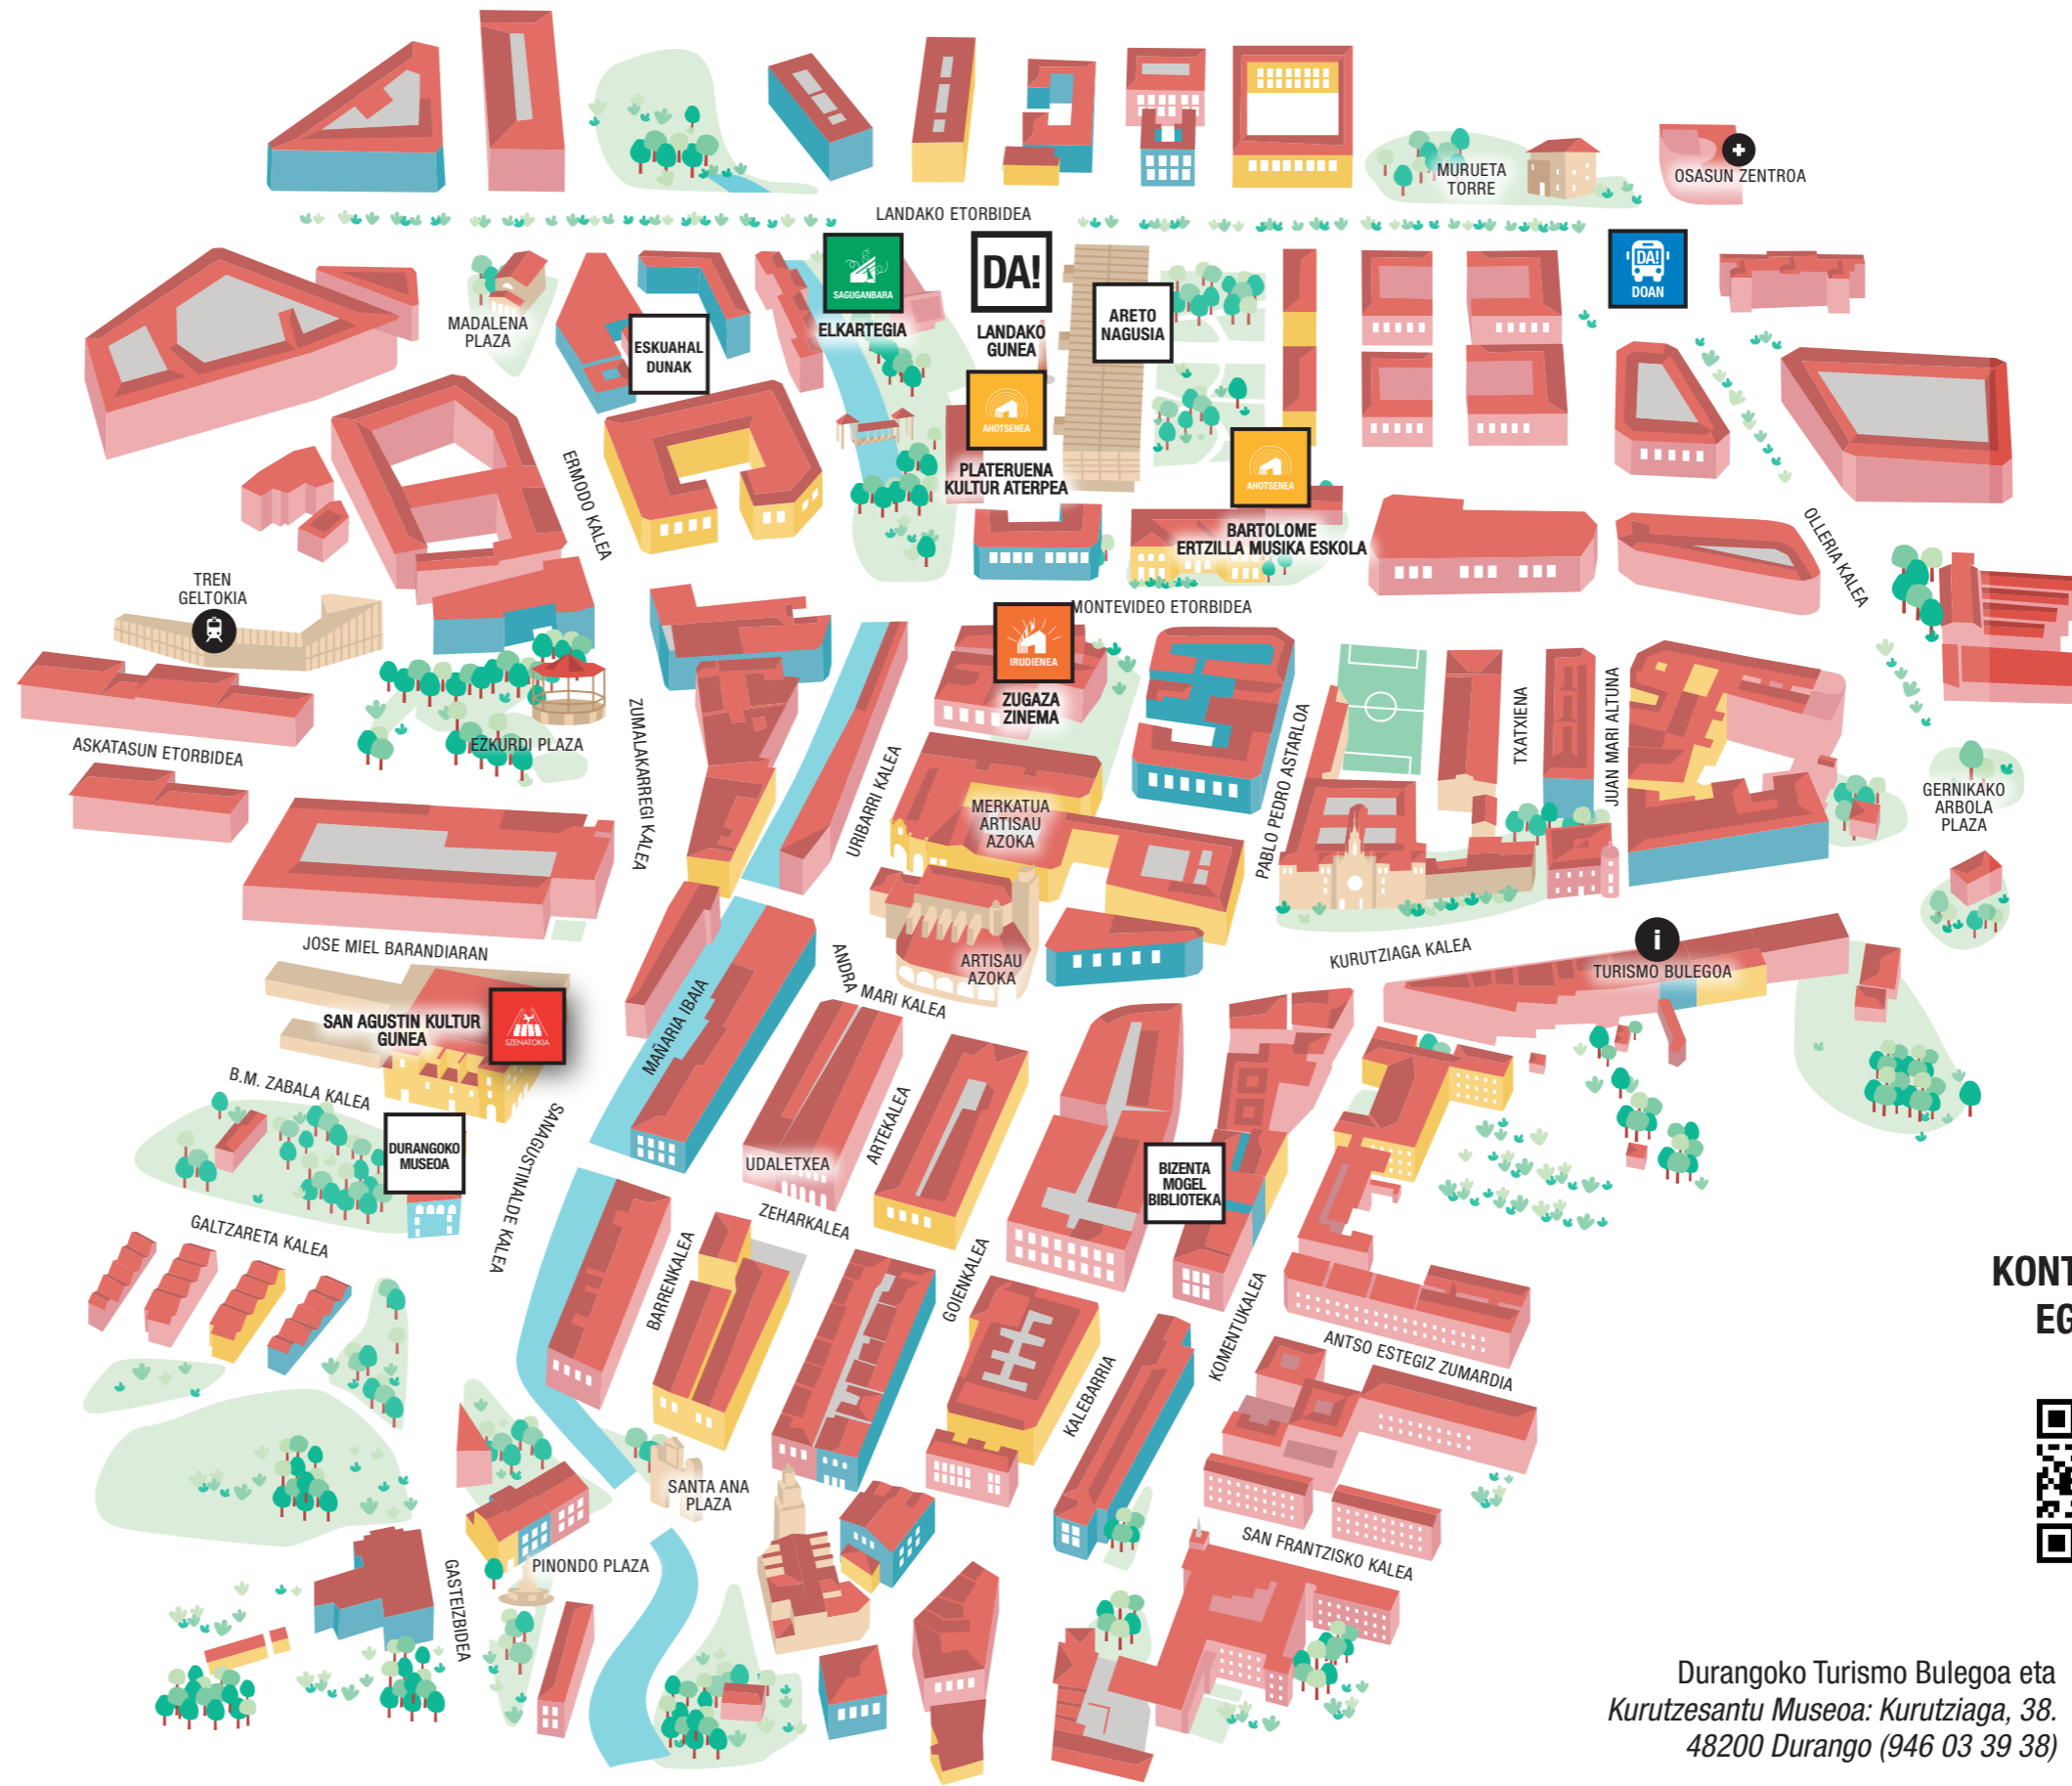 MURUETA
TORRE
OSASUN ZENTROA
LANDAKO ETORBIDEA
SAGUGANBARA
ELKARTEGIA
DA!
LANDAKO
GUNEA
ARETO
NAGUSIA
DA!
DOAN
MADALENA
PLAZA
ESKUAHAL
DUNAK
AHOTSENEA
PLATERUENA
KULTUR ATERPEA
AHOTSENEA
BARTOLOME
ERTZILLA MUSIKA ESKOLA
ERMODO KALEA
OLLERIA KALEA
TREN
GELTOKIA
MONTEVIDEO ETORBIDEA
IRUDIENEA
ZUGAZA
ZINEMA
ASKATASUN ETORBIDEA
EZKURDI PLAZA
ZUMALAKARREGI KALEA
URIBARRI KALEA
MERKATUA
ARTISAU
AZOKA
PABLO PEDRO ASTARLOA
TXATXIENA
JUAN MARI ALTUNA
GERNIKAKO
ARBOLA
PLAZA
JOSE MIEL BARANDIARAN
ANDRA MARI KALEA
ARTISAU
AZOKA
KURUTZIAGA KALEA
i
TURISMO BULEGOA
SAN AGUSTIN KULTUR
GUNEA
SZENATOKIA
MAÑARIA IBAIA
B.M. ZABALA KALEA
DURANGOKO
MUSEOA
SANAGUSTINALDE KALEA
UDALETXEA
ARTEKALEA
BIZENTA
MOGEL
BIBLIOTEKA
GALTZARETA KALEA
ZEHARKALEA
BARRENKALEA
GOIENKALEA
KOMENTUKALEA
KALEBARRIA
ANTSO ESTEGIZ ZUMARDIA
KONT
EG
SANTA ANA
PLAZA
SAN FRANTZISKO KALEA
PINONDO PLAZA
GASTEIZBIDEA
Durangoko Turismo Bulegoa eta
Kurutzesantu Museoa: Kurutziaga, 38.
48200 Durango (946 03 39 38)